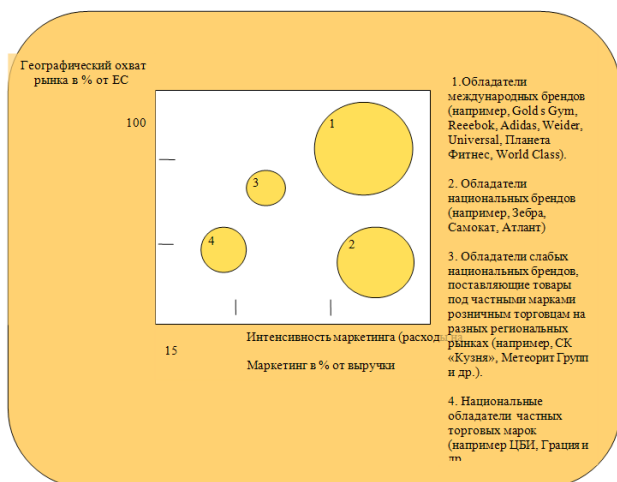 Географический охват
рынка в % от ЕС
100
1
3
4
2
15
Интенсивность маркетинга (расходы на
Маркетинг в % от выручки
1.Обладатели
международных брендов
(например, Gold s Gym,
Reeebok, Adidas, Weider,
Universal, Планета
Фитнес, World Class).
2. Обладатели
национальных брендов
(например, Зебра,
Самокат, Атлант)
3. Обладатели слабых
национальных брендов,
поставляющие товары
под частными марками
розничным торговцам на
разных региональных
рынках (например, СК
«Кузня», Метеорит Групп
и др.).
4. Национальные
обладатели частных
торговых марок
(например ЦБИ, Грация и
др